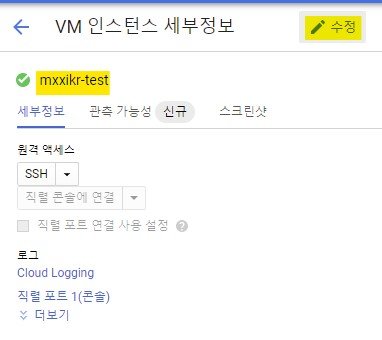 VM 인스턴스 세부정보
수정
mxxikr-test
세부정보 관측 가능성 신규 스크린샷
원격 액세스
SSH
직렬 콘솔에 연결
직렬 포트 연결 사용 설정
로그
Cloud Logging
직렬 포트 1(콘솔)
더보기